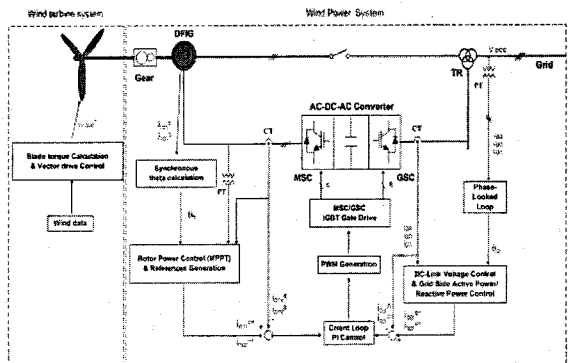 Wind turbine system
Wind Power System
DFIG
Gear
V pcc
Grid
TR
PT
AC-DC-AC Converter
CT
CT
MSC
GSC
Blade torque Calculation
& Vector drive Control
Wind data
Synchronous
theta calculation
PT
MSC/GSC
IGBT Gate Drive
Phase-
Locked
Loop
Rotor Power Control (MPPT)
& References Generation
PWM Generation
DC-Link Voltage Control
& Grid Side Active Power/
Reactive Power Control
Current Loop
PI Control